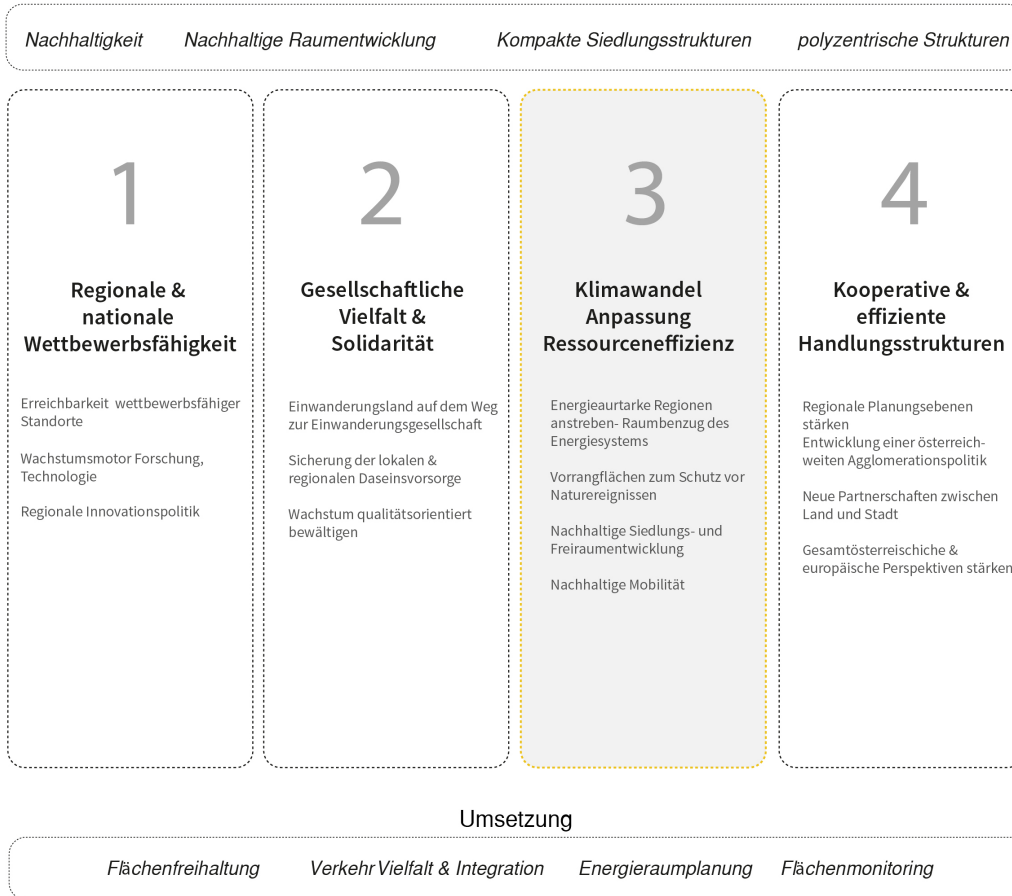 Nachhaltigkeit Nachhaltige Raumentwicklung Kompakte Siedlungsstrukturen polyzentrische Strukturen
1
Regionale &
nationale
Wettbewerbsfähigkeit
Erreichbarkeit wettbewerbsfähiger
Standorte
Wachstumsmotor Forschung,
Technologie
Regionale Innovationspolitik
2
Gesellschaftliche
Vielfalt &
Solidarität
Einwanderungsland auf dem Weg
zur Einwanderungsgesellschaft
Sicherung der lokalen &
regionalen Daseinsvorsorge
Wachstum qualitätsorientiert
bewältigen
3
Klimawandel
Anpassung
Ressourceneffizienz
Energieaurtarke Regionen
anstreben- Raumbenzug des
Energiesystems
Vorrangflächen zum Schutz vor
Naturereignissen
Nachhaltige Siedlungs- und
Freiraumentwicklung
Nachhaltige Mobilität
4
Kooperative &
effiziente
Handlungsstrukturen
Regionale Planungsebenen
stärken
Entwicklung einer österreich-
weiten Agglomerationspolitik
Neue Partnerschaften zwischen
Land und Stadt
Gesamtösterreischiche &
europäische Perspektiven stärken
Umsetzung
Flächenfreihaltung Verkehr Vielfalt & Integration Energieraumplanung Flächenmonitoring